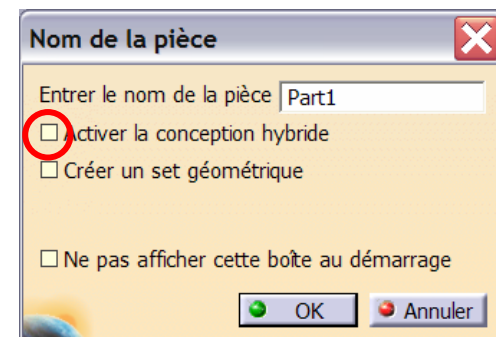 Nom de la pièce
Entrer le nom de la pièce Part1
Activer la conception hybride
Créer un set géométrique
Ne pas afficher cette boîte au démarrage
OK Annuler